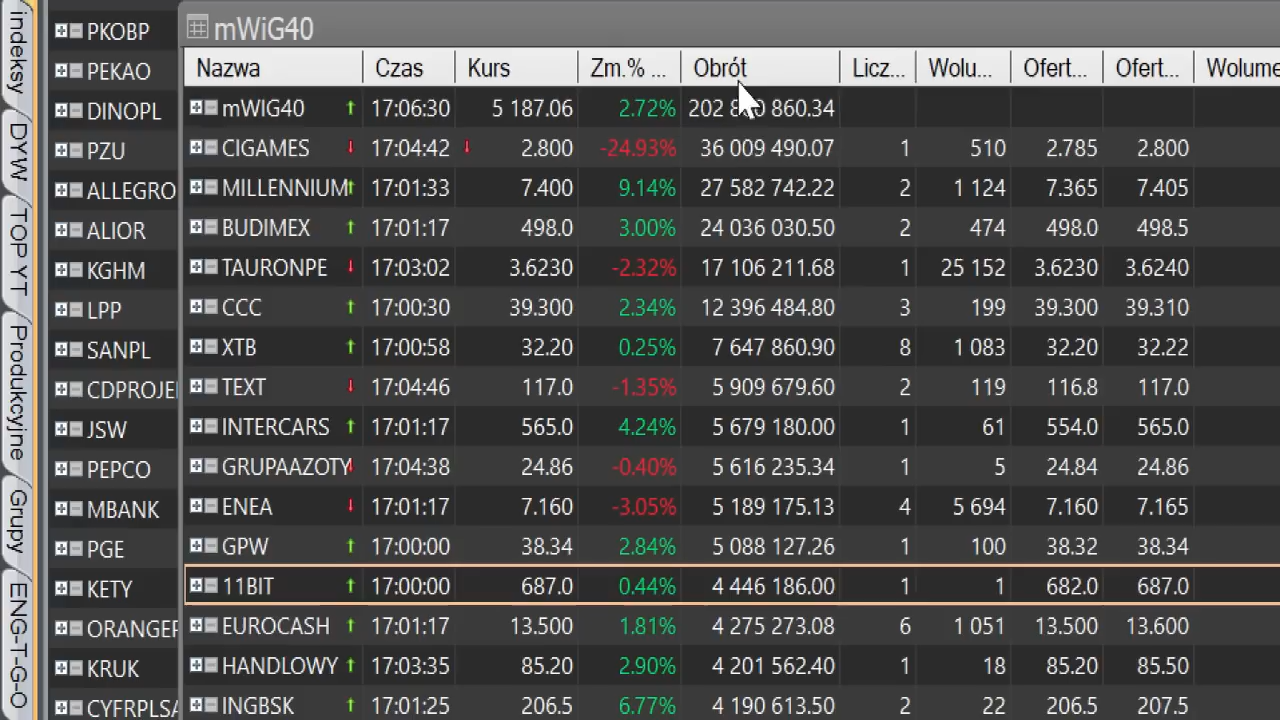 indeksy
DYW
TOP YT
Produkcyjne
Grupy
ENG-T-G-O
PKOBP
PEKAO
DINOPL
PZU
ALLEGRO
ALIOR
KGHM
LPP
SANPL
CDPROJE
JSW
PEPCO
MBANK
PGE
KETY
ORANGEP
KRUK
CYFRPLSA
mWiG40
Nazwa Czas Kurs Zm.% ... Obrót Licz... Wolu... Ofert... Ofert... Wolume
mWIG40 17:06:30 5 187.06 2.72% 202 860.34
CIGAMES 17:04:42 2.800 -24.93% 36 009 490.07 1 510 2.785 2.800
MILLENNIUM 17:01:33 7.400 9.14% 27 582 742.22 2 1 124 7.365 7.405
BUDIMEX 17:01:17 498.0 3.00% 24 036 030.50 2 474 498.0 498.5
TAURONPE 17:03:02 3.6230 -2.32% 17 106 211.68 1 25 152 3.6230 3.6240
CCC 17:00:30 39.300 2.34% 12 396 484.80 3 199 39.300 39.310
XTB 17:00:58 32.20 0.25% 7 647 860.90 8 1 083 32.20 32.22
TEXT 17:04:46 117.0 -1.35% 5 909 679.60 2 119 116.8 117.0
INTERCARS 17:01:17 565.0 4.24% 5 679 180.00 1 61 554.0 565.0
GRUPAAZOTY 17:04:38 24.86 -0.40% 5 616 235.34 1 5 24.84 24.86
ENEA 17:01:17 7.160 -3.05% 5 189 175.13 4 5 694 7.160 7.165
GPW 17:00:00 38.34 2.84% 5 088 127.26 1 100 38.32 38.34
11BIT 17:00:00 687.0 0.44% 4 446 186.00 1 1 682.0 687.0
EUROCASH 17:01:17 13.500 1.81% 4 275 273.08 6 1 051 13.500 13.600
HANDLOWY 17:03:35 85.20 2.90% 4 201 562.40 1 18 85.20 85.50
INGBSK 17:01:25 206.5 6.77% 4 190 613.50 2 22 206.5 207.5